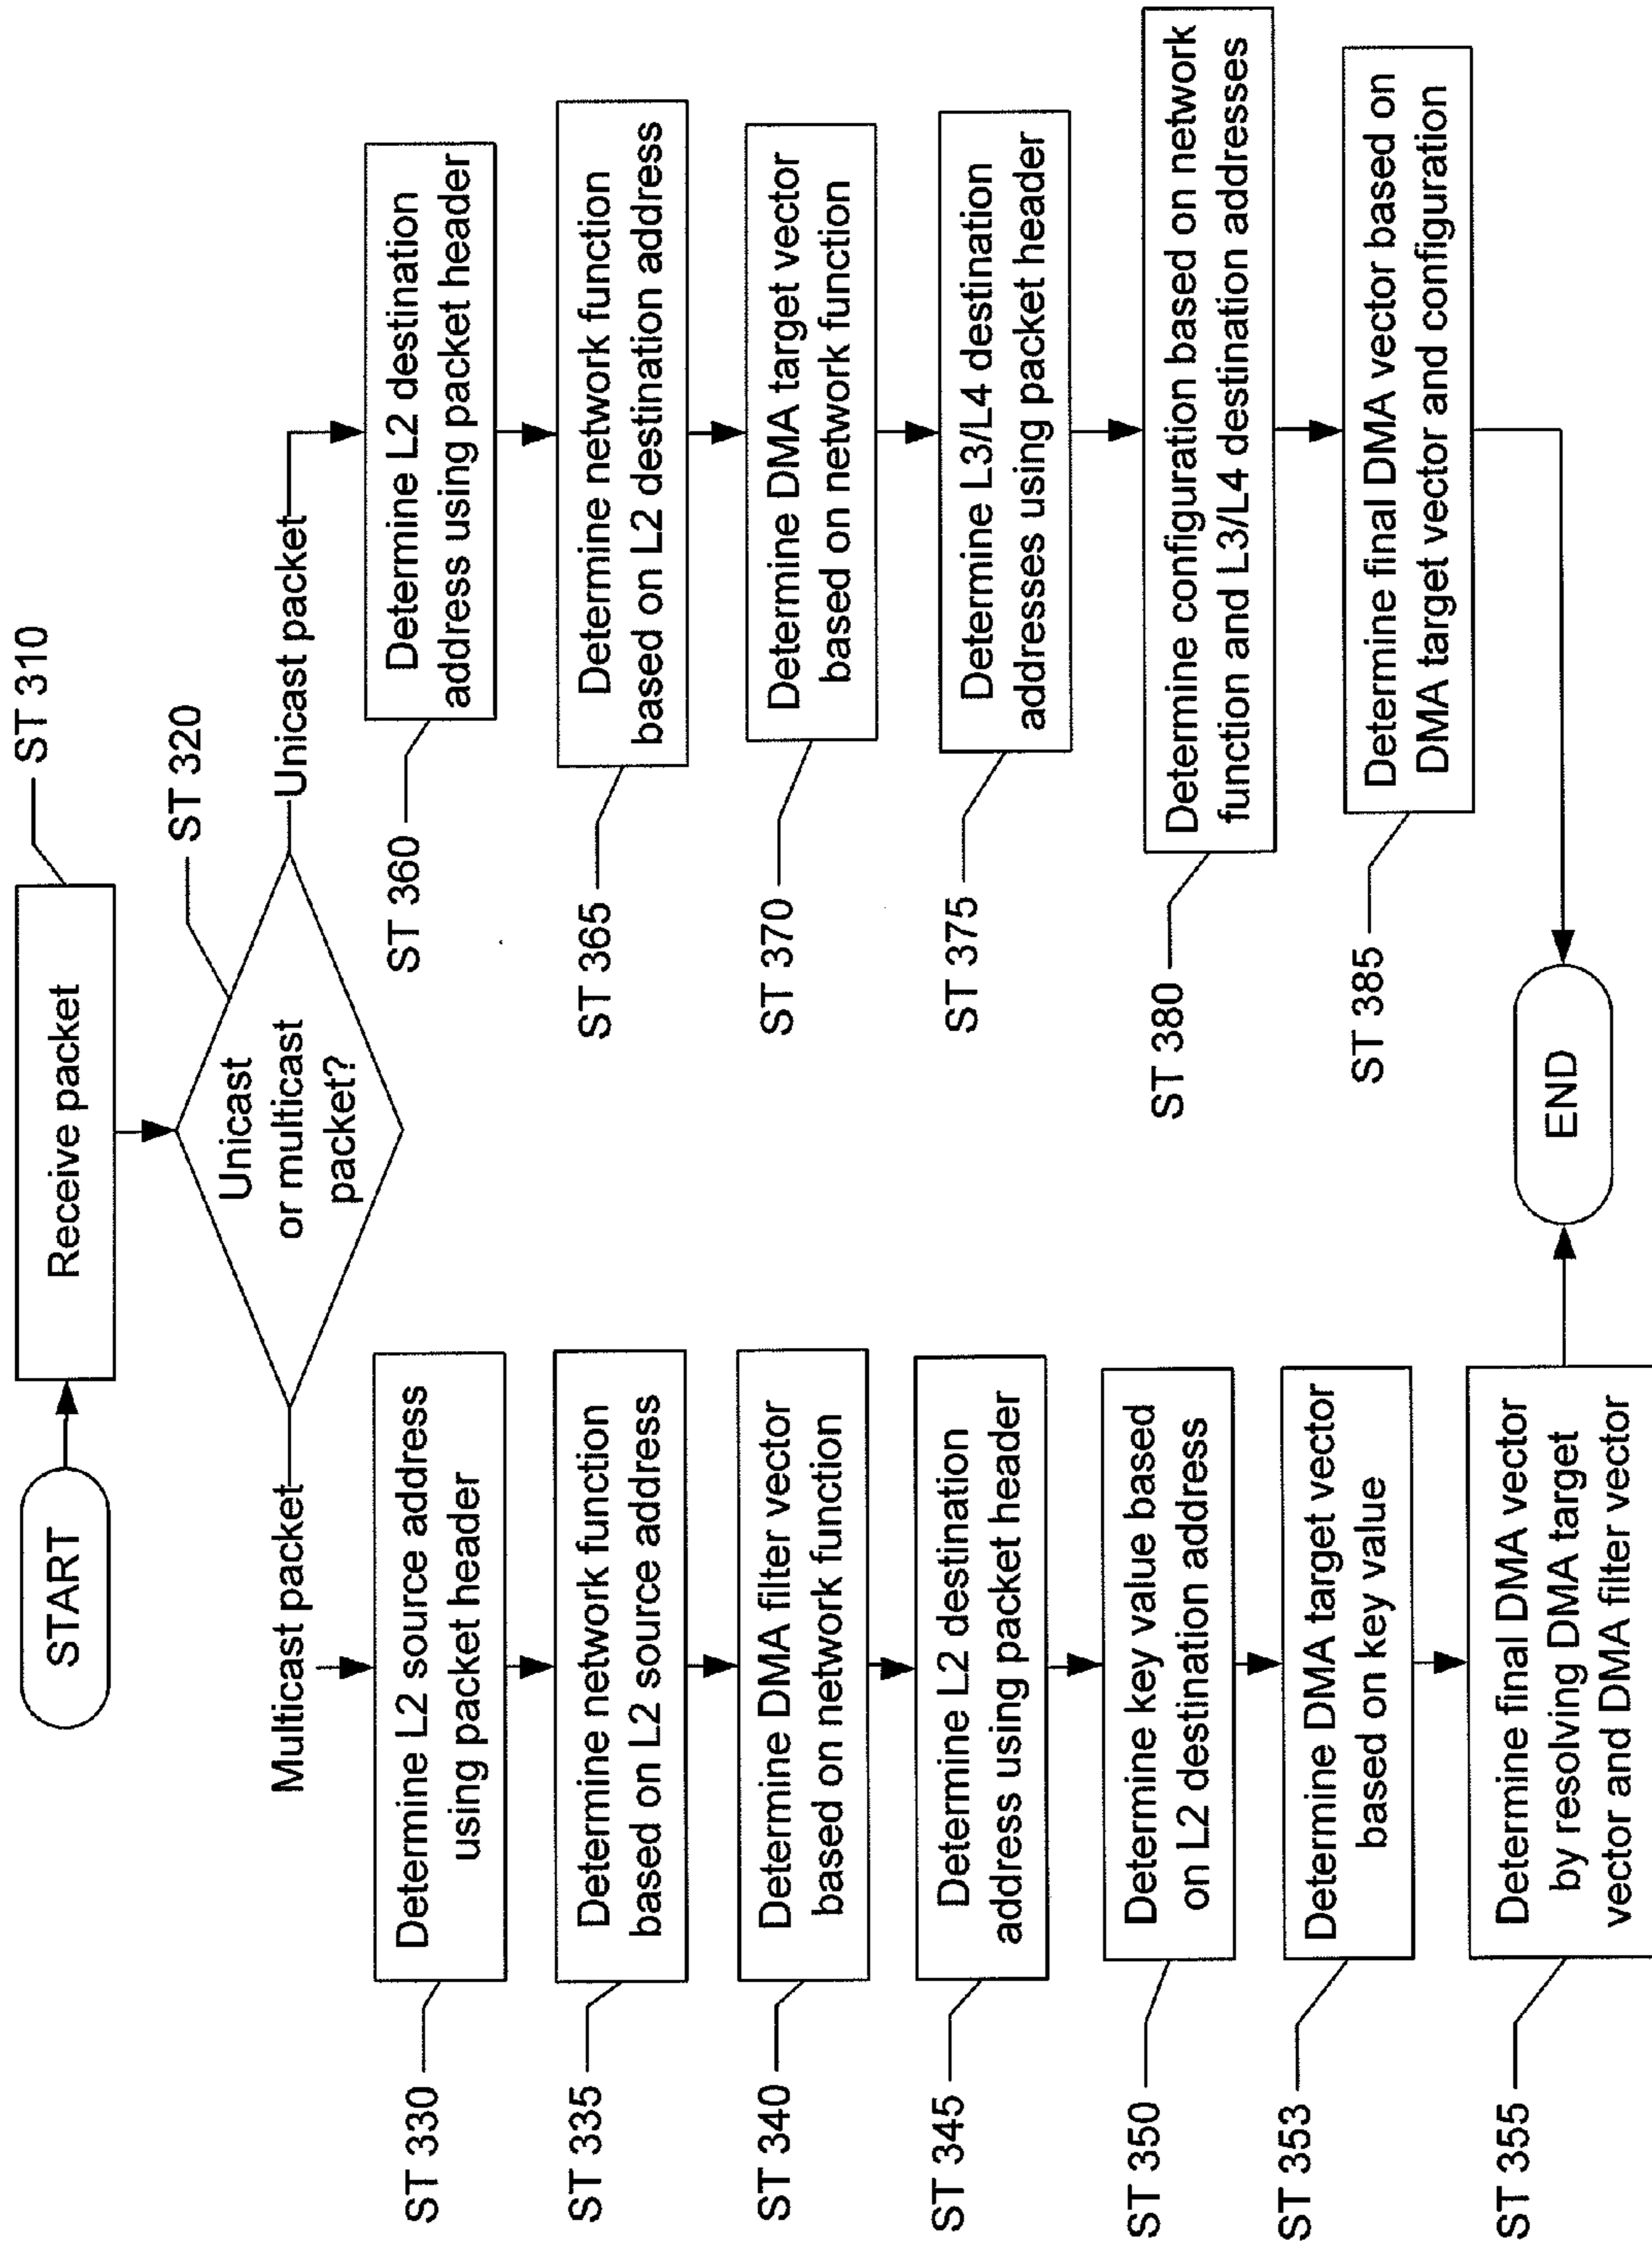 START
Receive packet
ST 310
Unicast
or multicast
packet?
ST 320
Multicast packet
Unicast packet
ST 330
Determine L2 source address
using packet header
ST 335
Determine network function
based on L2 source address
ST 340
Determine DMA filter vector
based on network function
ST 345
Determine L2 destination
address using packet header
ST 350
Determine key value based
on L2 destination address
ST 353
Determine DMA target vector
based on key value
ST 355
Determine final DMA vector
by resolving DMA target
vector and DMA filter vector
ST 360
Determine L2 destination
address using packet header
ST 365
Determine network function
based on L2 destination address
ST 370
Determine DMA target vector
based on network function
ST 375
Determine L3/L4 destination
addresses using packet header
ST 380
Determine configuration based on network
function and L3/L4 destination addresses
ST 385
Determine final DMA vector based on
DMA target vector and configuration
END